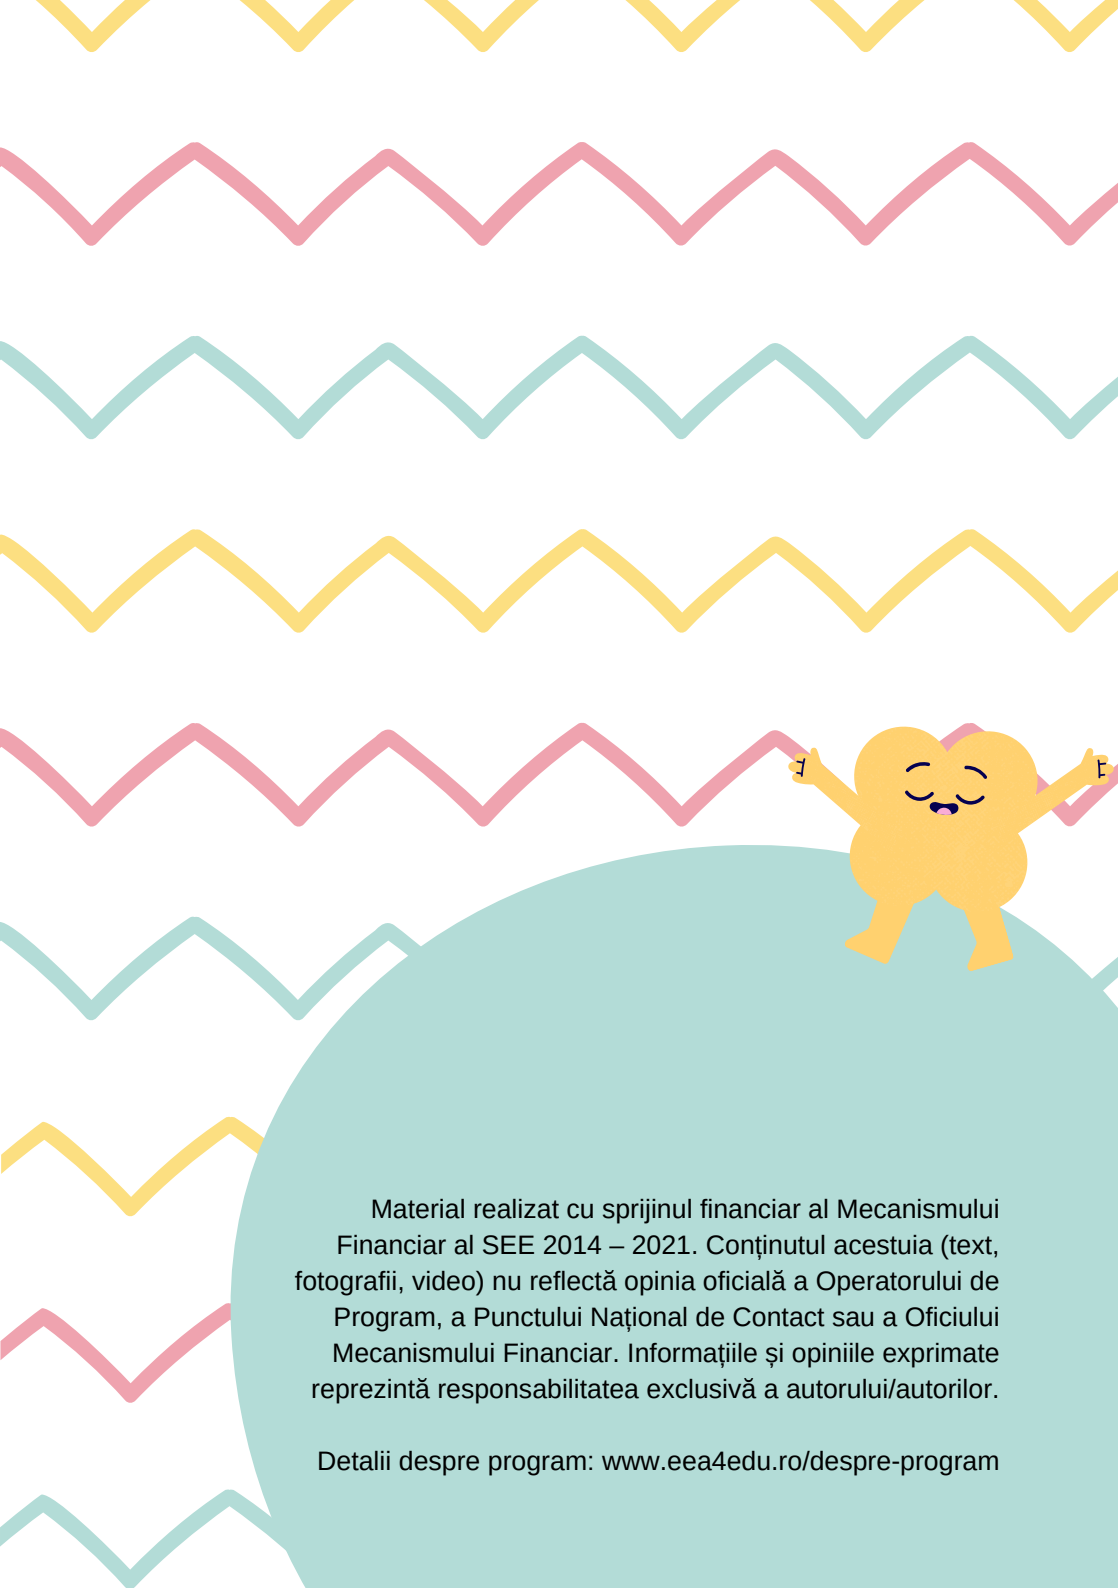 Material realizat cu sprijinul financiar al Mecanismului
Financiar al SEE 2014 – 2021. Conținutul acestuia (text,
fotografii, video) nu reflectă opinia oficială a Operatorului de
Program, a Punctului Național de Contact sau a Oficiului
Mecanismului Financiar. Informațiile și opiniile exprimate
reprezintă responsabilitatea exclusivă a autorului/autorilor.
Detalii despre program: www.eea4edu.ro/despre-program